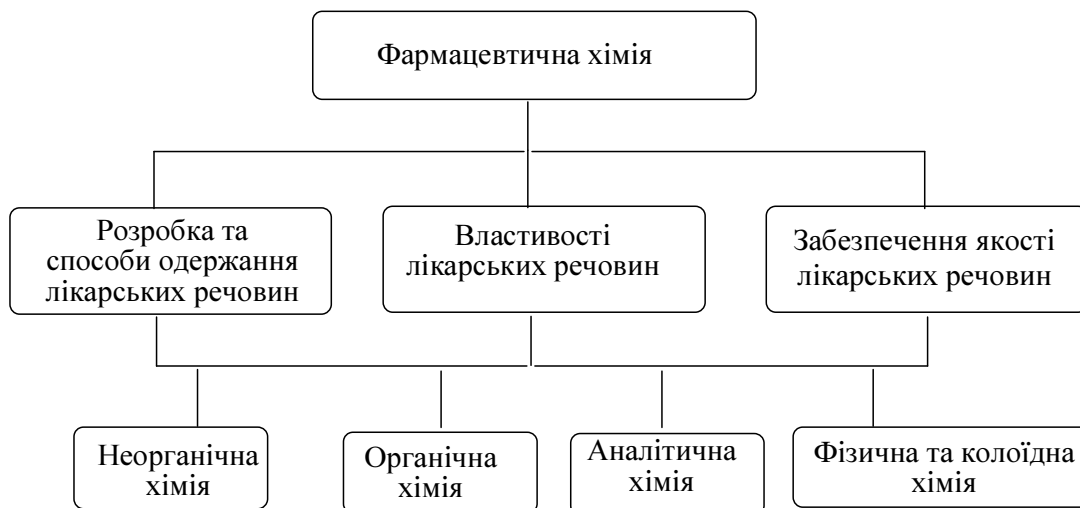 Фармацевтична хімія
Розробка та
способи одержання
лікарських речовин
Властивості
лікарських речовин
Забезпечення якості
лікарських речовин
Неорганічна
хімія
Органічна
хімія
Аналітична
хімія
Фізична та колоїдна
хімія